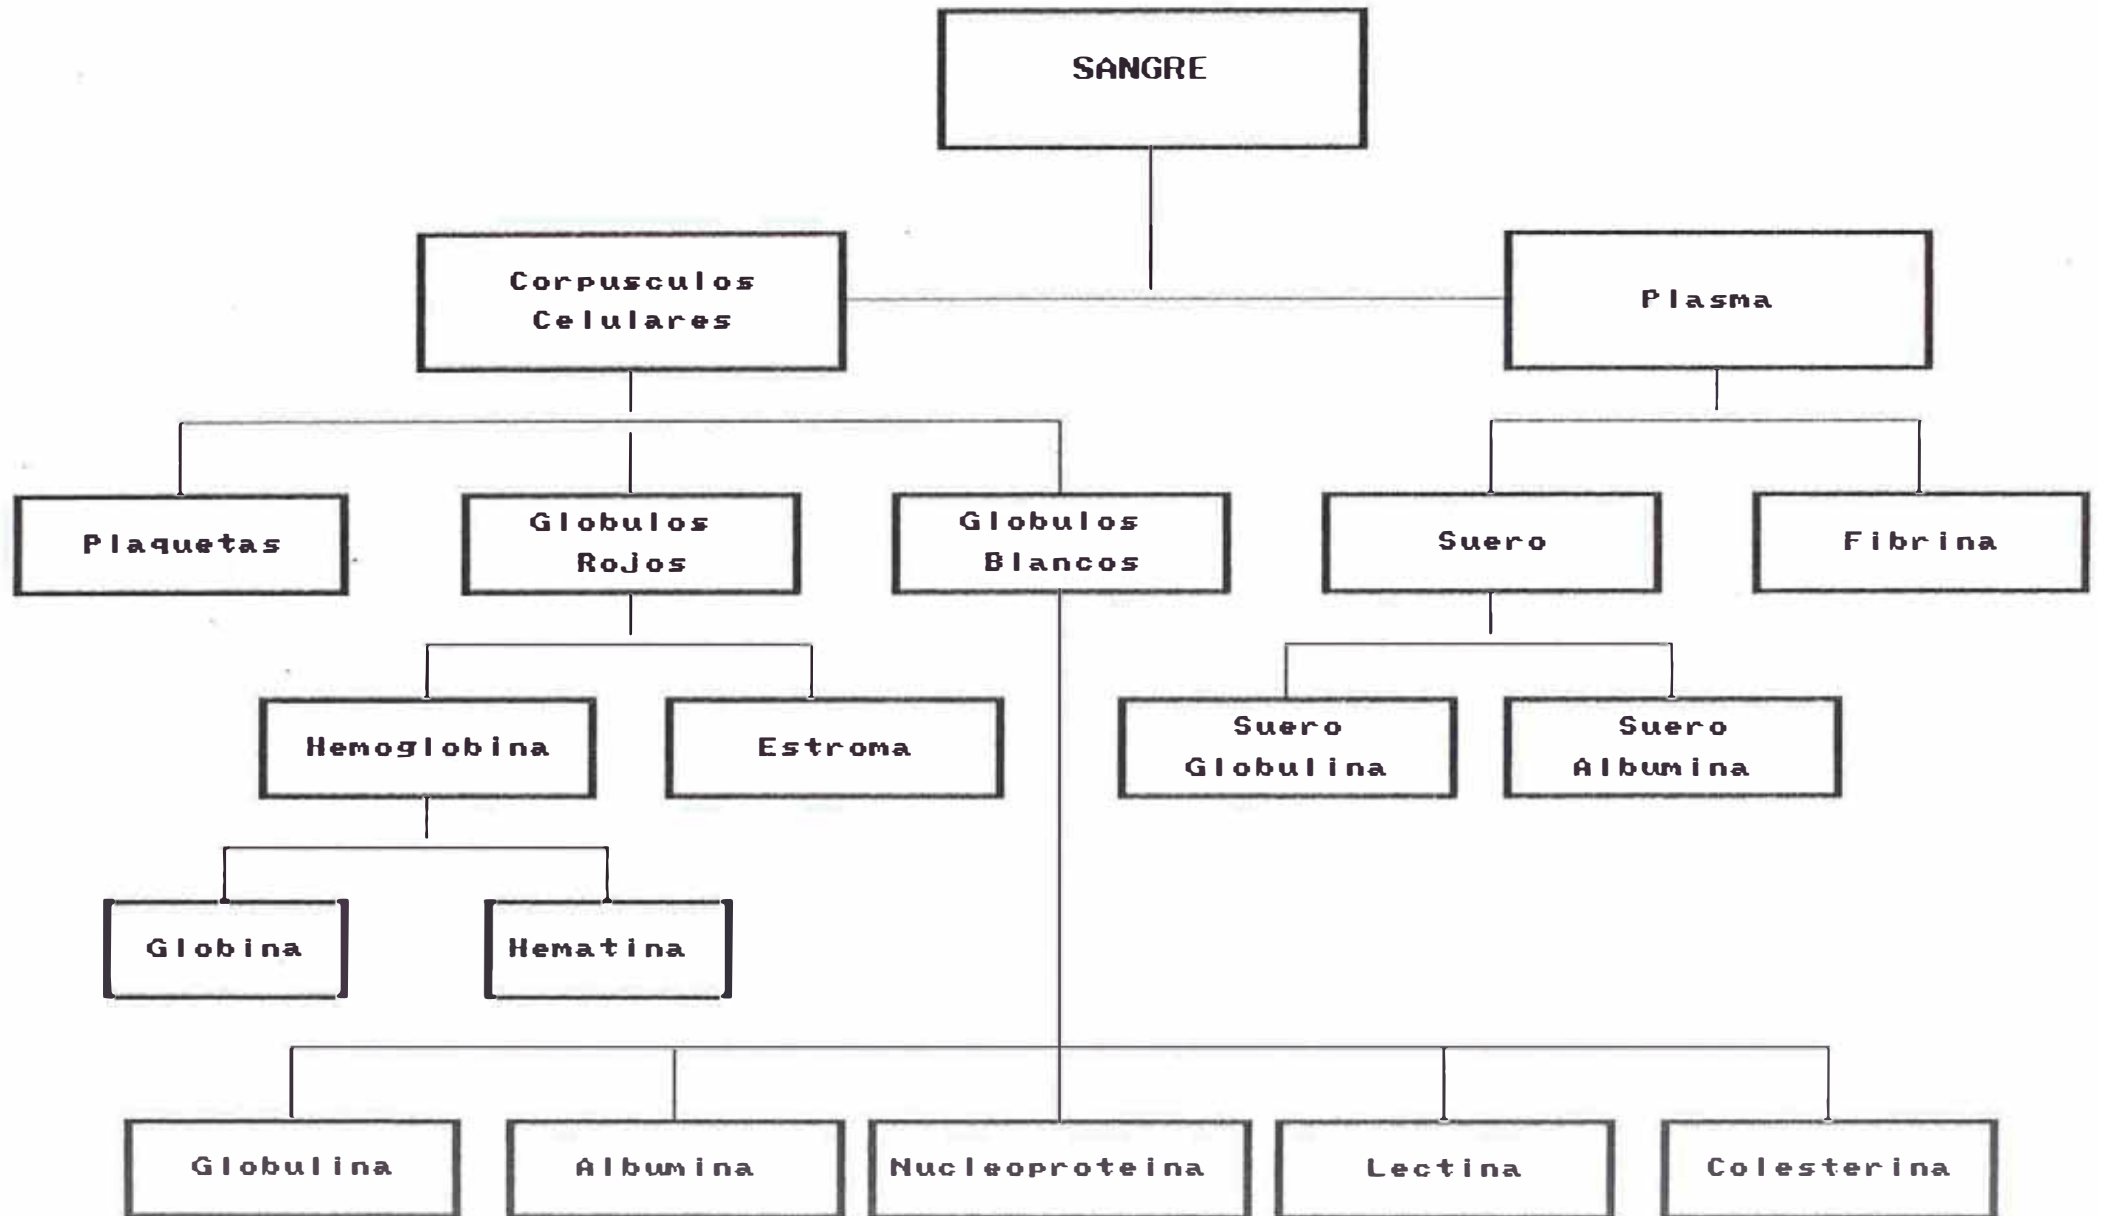 SANGRE
Corpusculos
Celulares
Plasma
Plaquetas
Globulos
Rojos
Globulos
Blancos
Suero
Fibrina
Hemoglobina
Estroma
Suero
Globulina
Suero
Albumina
Globina
Hematina
Globulina
Albumina
Nucleoproteina
Lectina
Colesterina